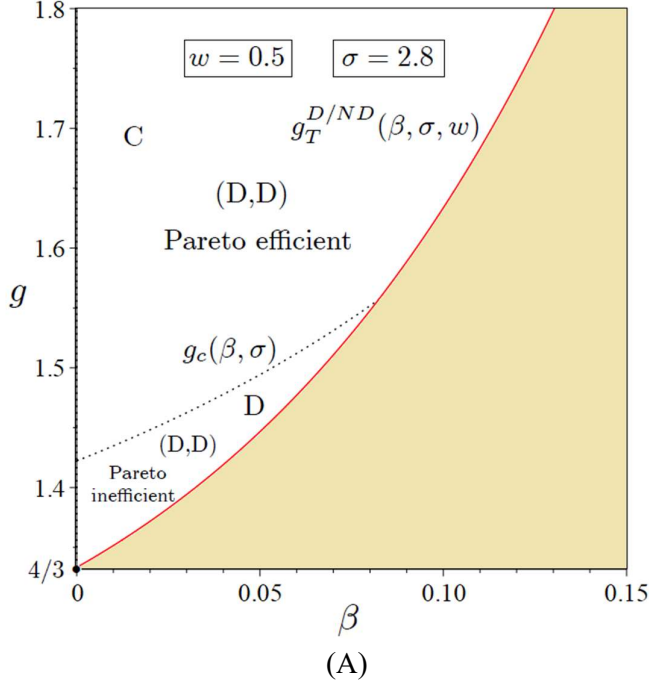 1.8
w = 0.5
σ = 2.8
1.7
C
g_T^{D/ND}(β, σ, w)
(D,D)
Pareto efficient
1.6
g
g_c(β, σ)
1.5
D
(D,D)
Pareto
inefficient
1.4
4/3
0
0.05
0.10
0.15
β
(A)